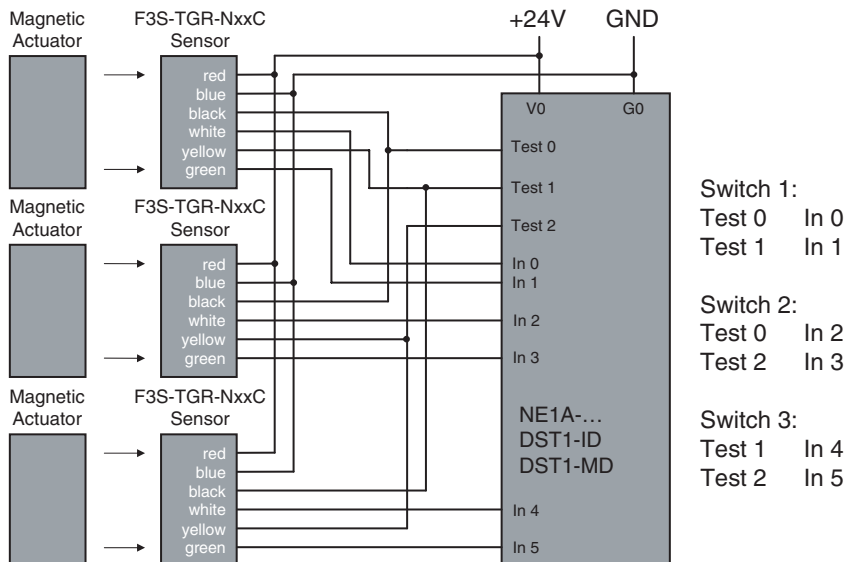 Magnetic
Actuator
F3S-TGR-NxxC
Sensor
red
blue
black
white
yellow
green
Magnetic
Actuator
F3S-TGR-NxxC
Sensor
red
blue
black
white
yellow
green
Magnetic
Actuator
F3S-TGR-NxxC
Sensor
red
blue
black
white
yellow
green
+24V GND
V0 G0
Test 0
Test 1
Test 2
In 0
In 1
In 2
In 3
NE1A-...
DST1-ID
DST1-MD
In 4
In 5
Switch 1:
Test 0 In 0
Test 1 In 1
Switch 2:
Test 0 In 2
Test 2 In 3
Switch 3:
Test 1 In 4
Test 2 In 5